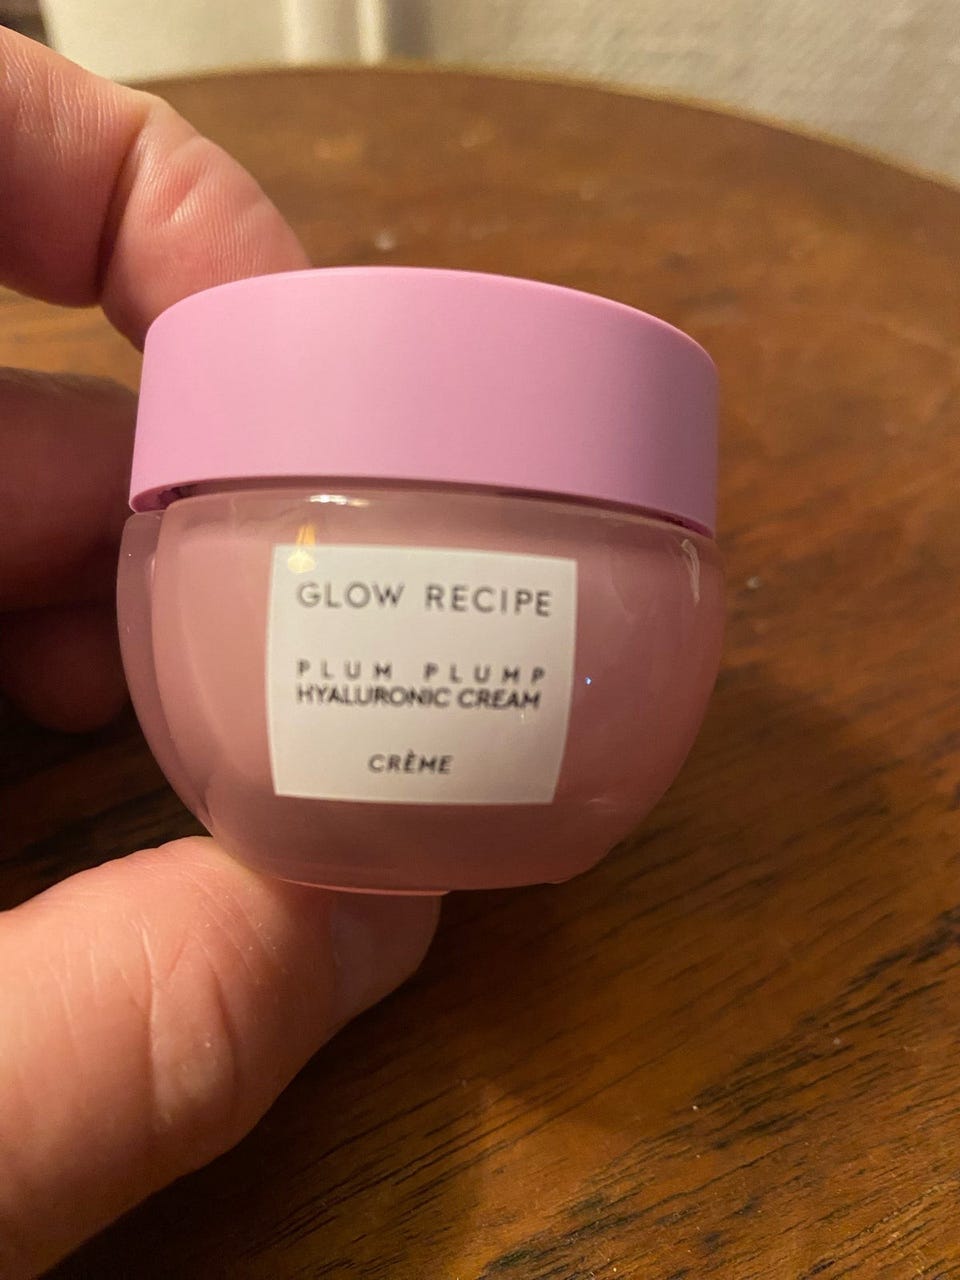 GLOW RECIPE
PLUM PLUMP
HYALURONIC CREAM
CRÈME